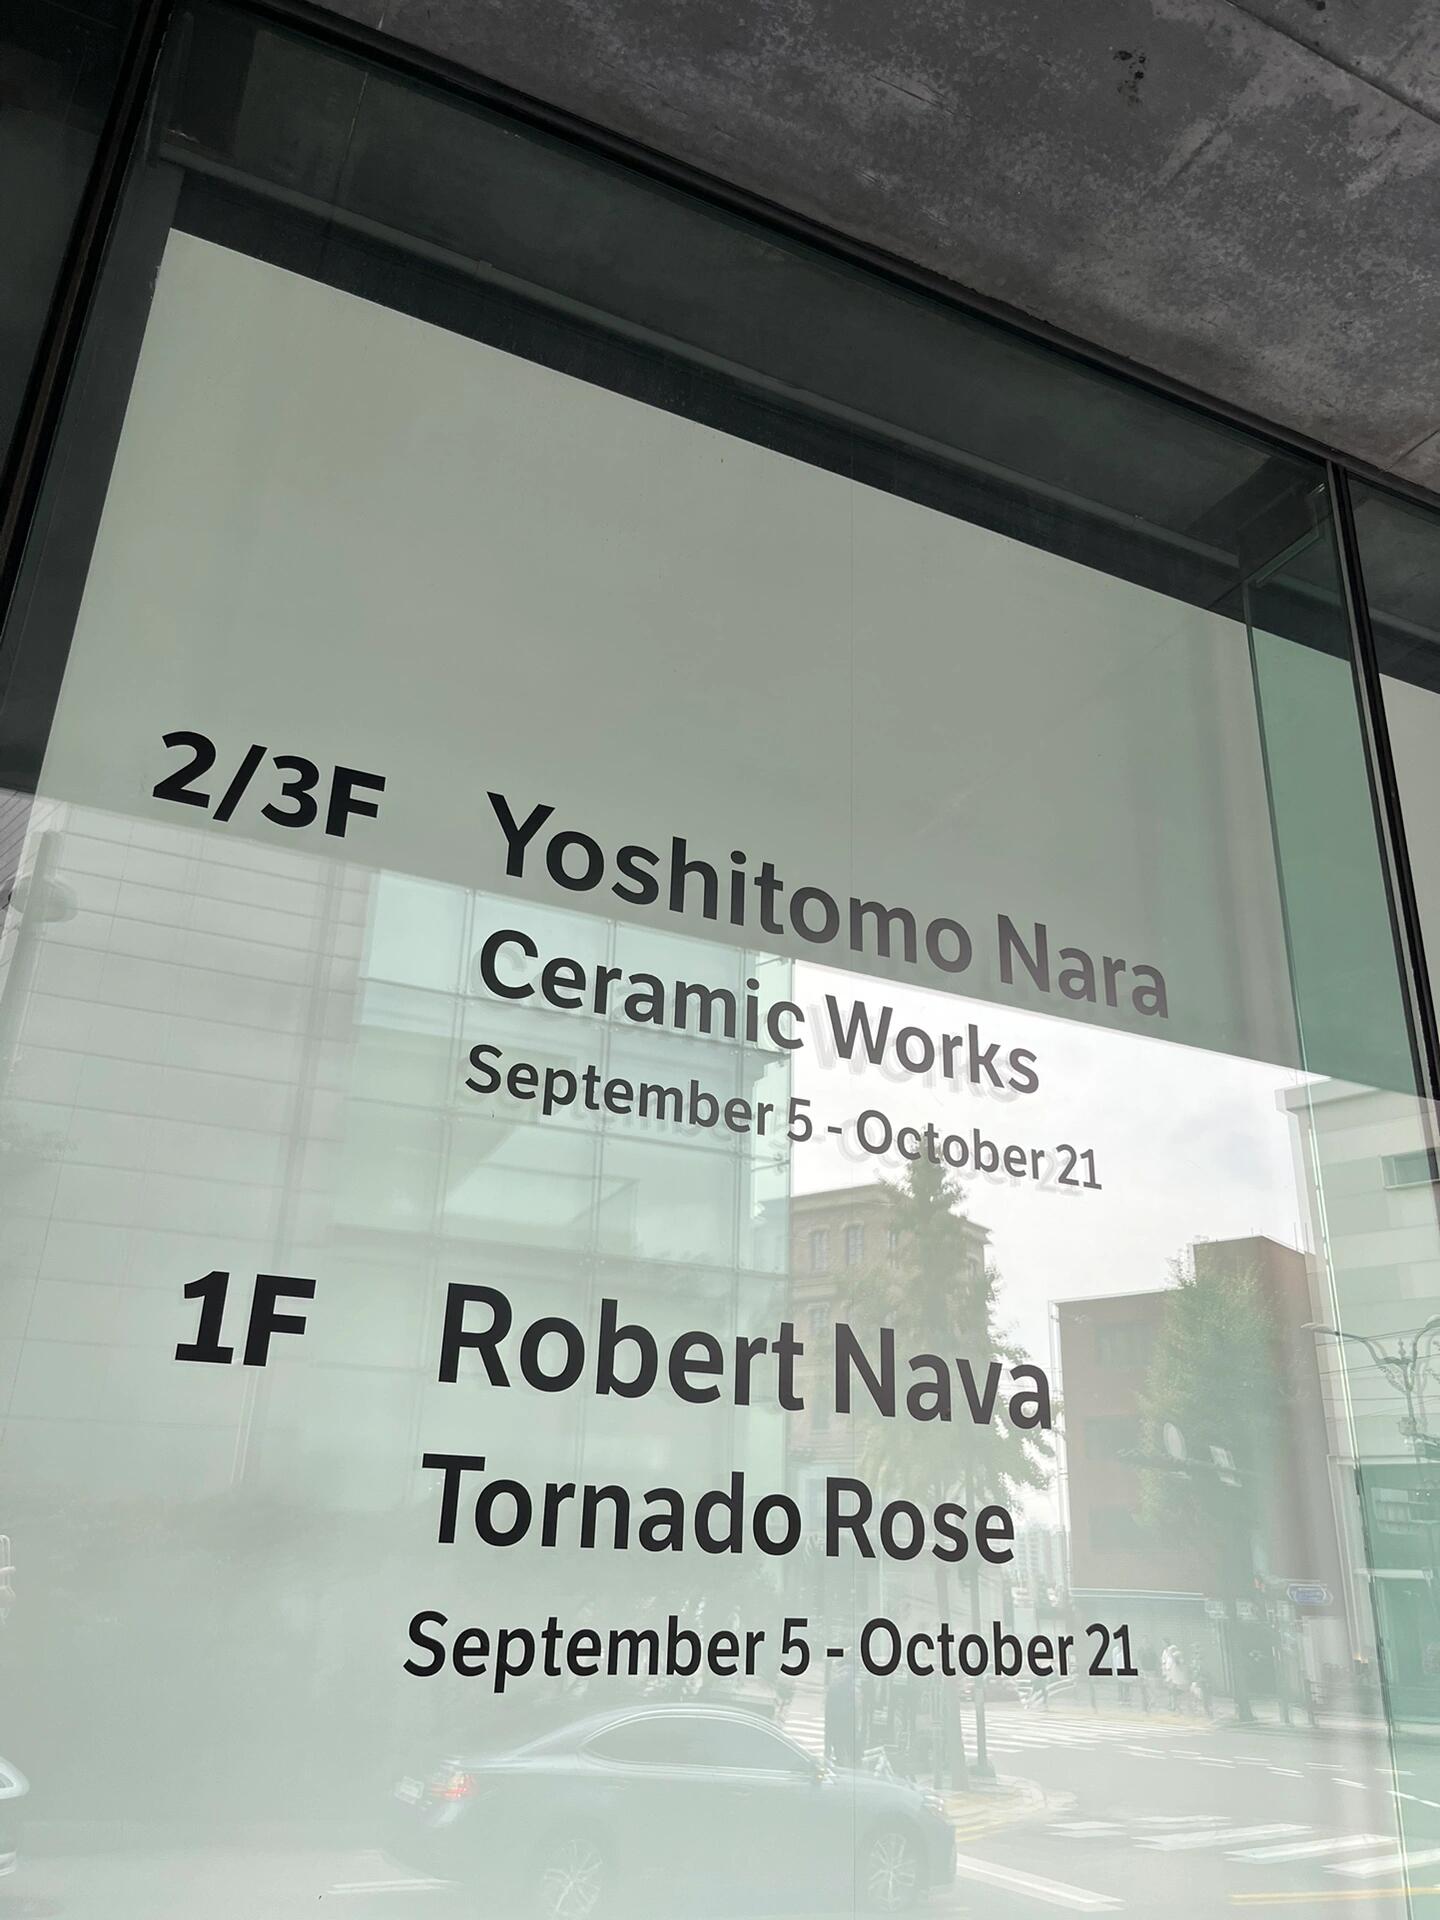 2/3F Yoshitomo Nara
Ceramic Works
September 5 - October 21
1F Robert Nava
Tornado Rose
September 5 - October 21